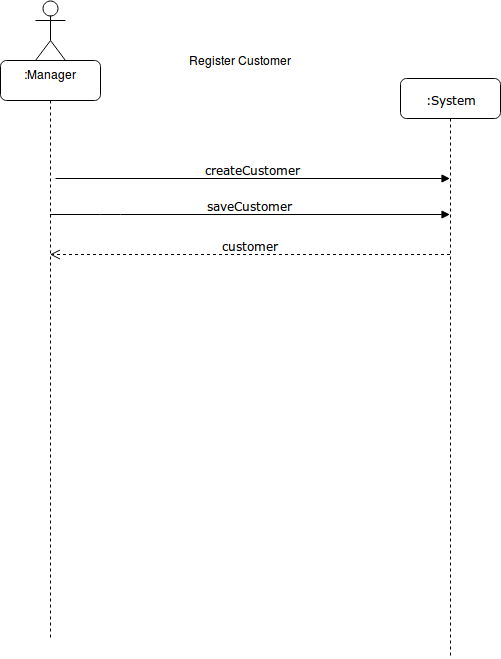 Register Customer
:Manager
:System
createCustomer
saveCustomer
customer